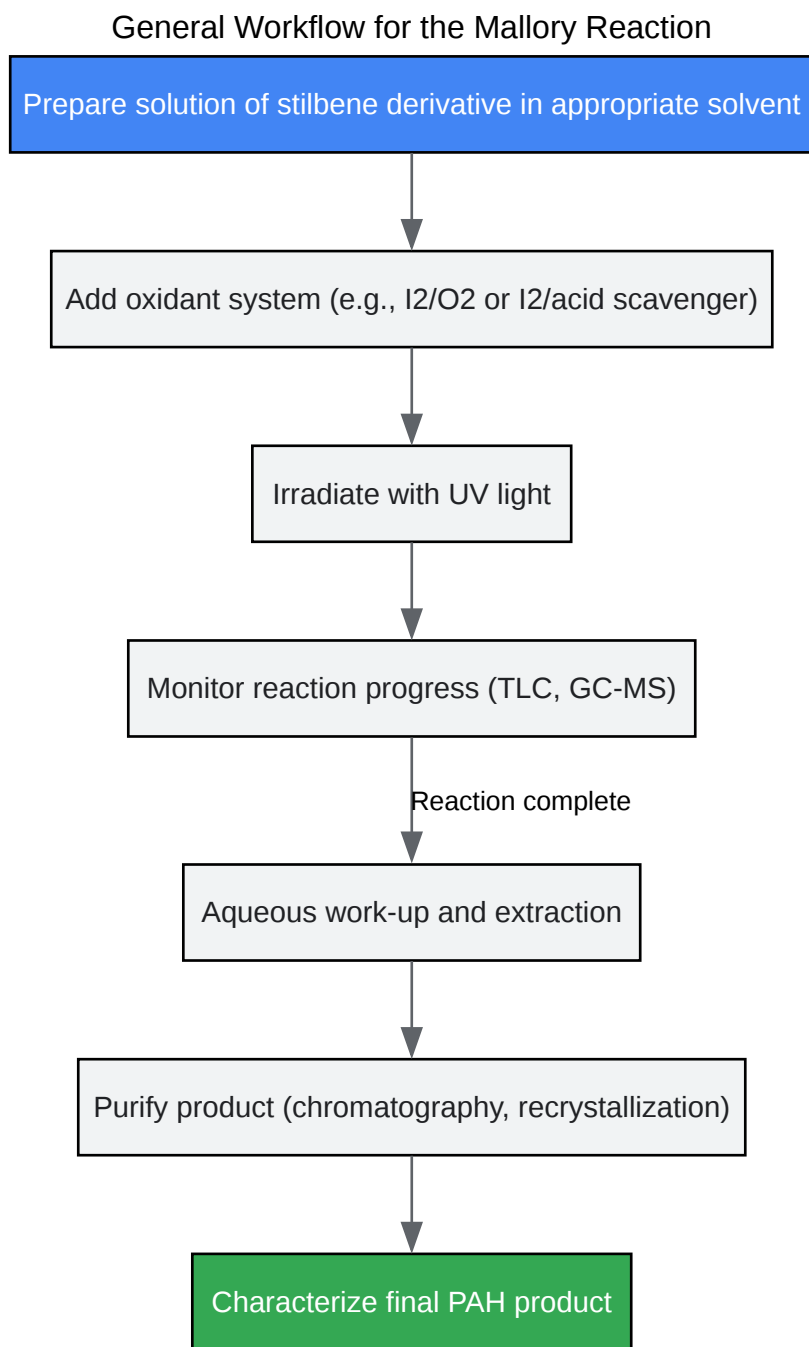 General Workflow for the Mallory Reaction
Prepare solution of stilbene derivative in appropriate solvent
Add oxidant system (e.g., I2/O2 or I2/acid scavenger)
Irradiate with UV light
Monitor reaction progress (TLC, GC-MS)
Reaction complete
Aqueous work-up and extraction
Purify product (chromatography, recrystallization)
Characterize final PAH product